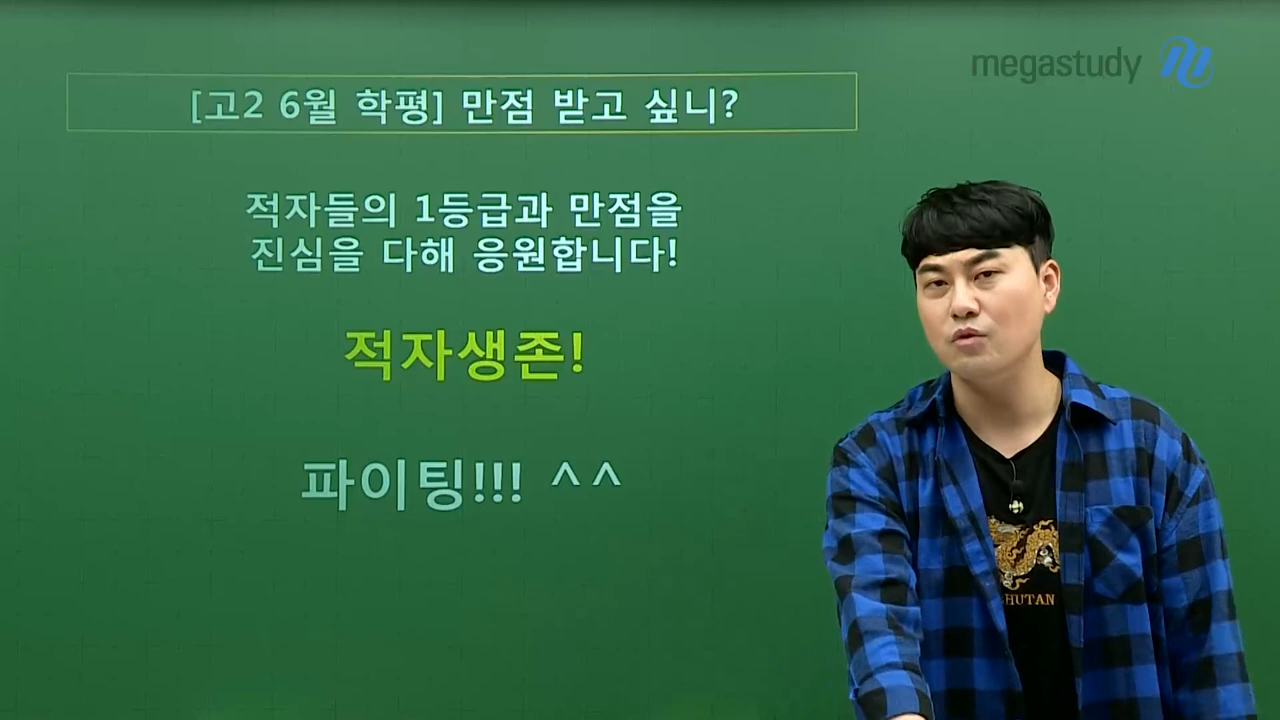 megastudy
[고2 6월 학평] 만점 받고 싶니?
적자들의 1등급과 만점을
진심을 다해 응원합니다!
적자생존!
파이팅!!! ^^
HUTAN